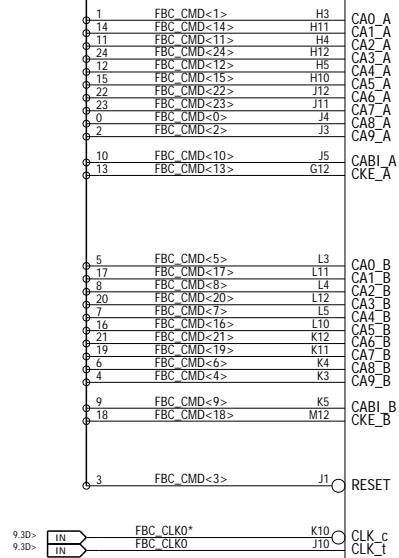 1 FBC_CMD<1> H3 CA0_A
14 FBC_CMD<14> H11 CA1_A
11 FBC_CMD<11> H4 CA2_A
24 FBC_CMD<24> H12 CA3_A
12 FBC_CMD<12> H5 CA4_A
15 FBC_CMD<15> H10 CA5_A
22 FBC_CMD<22> J12 CA6_A
23 FBC_CMD<23> J11 CA7_A
0 FBC_CMD<0> J4 CA8_A
2 FBC_CMD<2> J3 CA9_A
10 FBC_CMD<10> J5 CABI_A
13 FBC_CMD<13> G12 CKE_A
5 FBC_CMD<5> L3 CA0_B
17 FBC_CMD<17> L11 CA1_B
8 FBC_CMD<8> L4 CA2_B
20 FBC_CMD<20> L12 CA3_B
7 FBC_CMD<7> L5 CA4_B
16 FBC_CMD<16> L10 CA5_B
21 FBC_CMD<21> K12 CA6_B
19 FBC_CMD<19> K11 CA7_B
6 FBC_CMD<6> K4 CA8_B
4 FBC_CMD<4> K3 CA9_B
9 FBC_CMD<9> K5 CABI_B
18 FBC_CMD<18> M12 CKE_B
3 FBC_CMD<3> J1 RESET
9.3D> IN FBC_CLK0* K10 CLK_c
9.3D> IN FBC_CLK0 J10 CLK_t